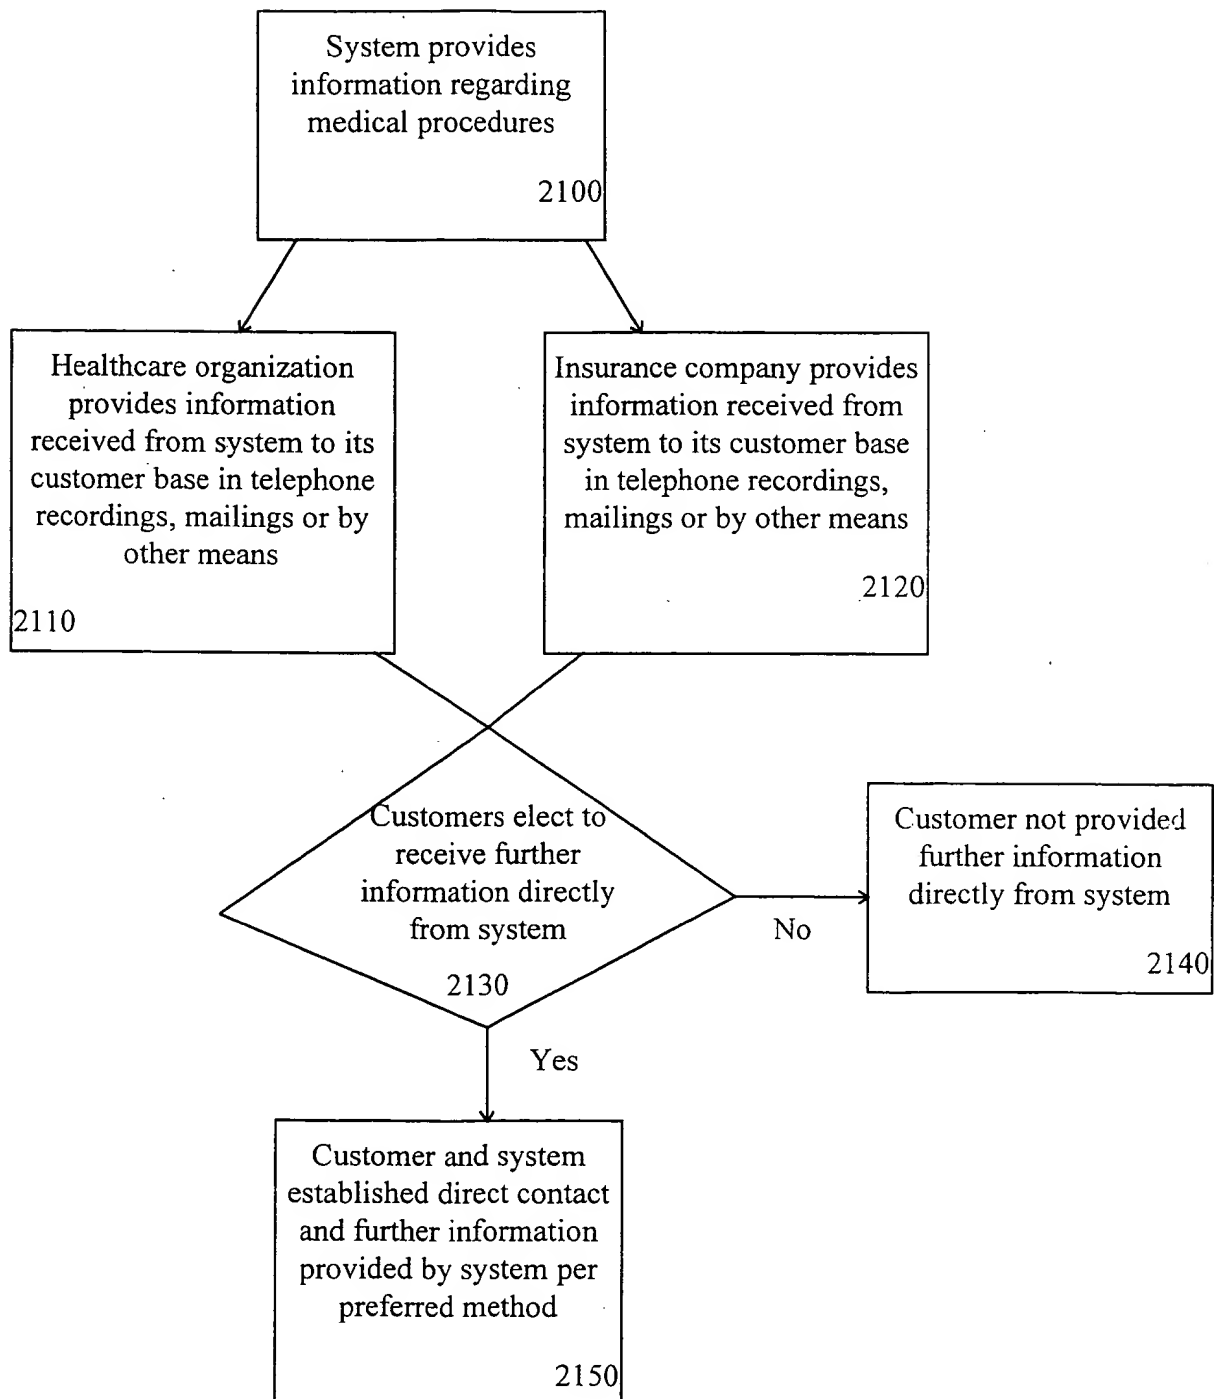 System provides
information regarding
medical procedures
2100
Healthcare organization
provides information
received from system to its
customer base in telephone
recordings, mailings or by
other means
2110
Insurance company provides
information received from
system to its customer base
in telephone recordings,
mailings or by other means
2120
Customers elect to
receive further
information directly
from system
2130
No
Customer not provided
further information
directly from system
2140
Yes
Customer and system
established direct contact
and further information
provided by system per
preferred method
2150